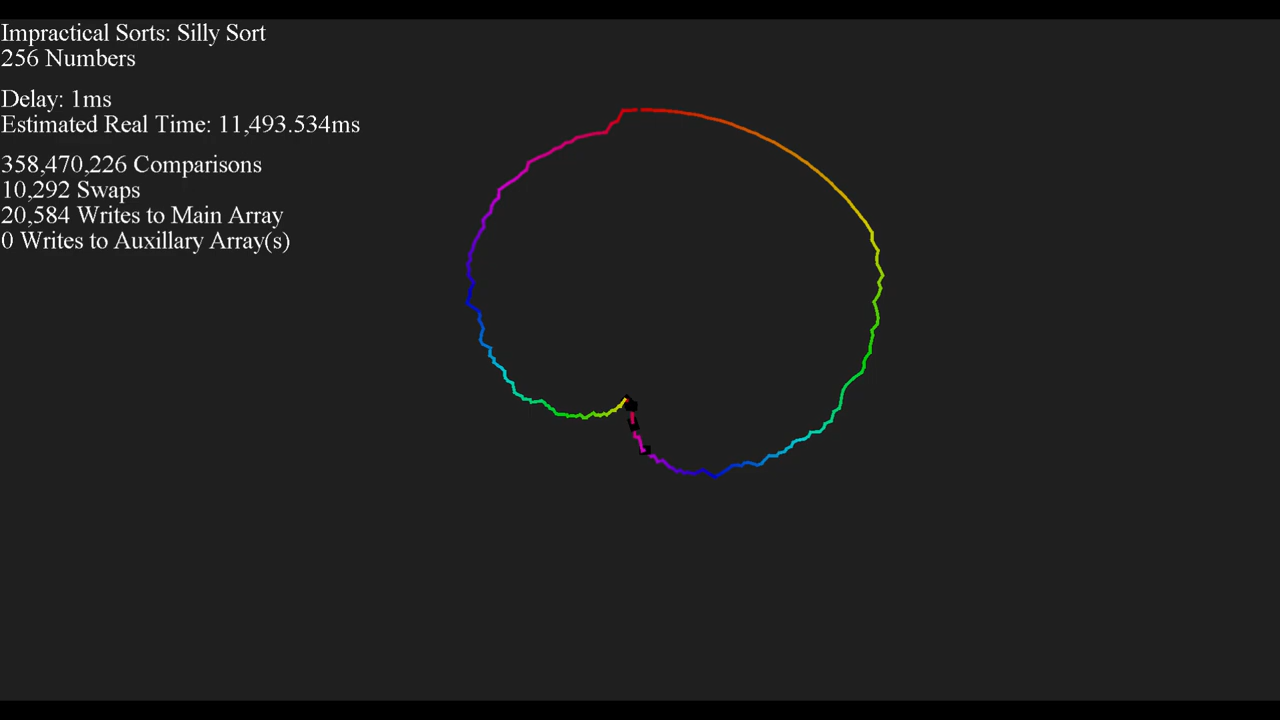 Impractical Sorts: Silly Sort
256 Numbers
Delay: 1ms
Estimated Real Time: 11,493.534ms
358,470,226 Comparisons
10,292 Swaps
20,584 Writes to Main Array
0 Writes to Auxillary Array(s)